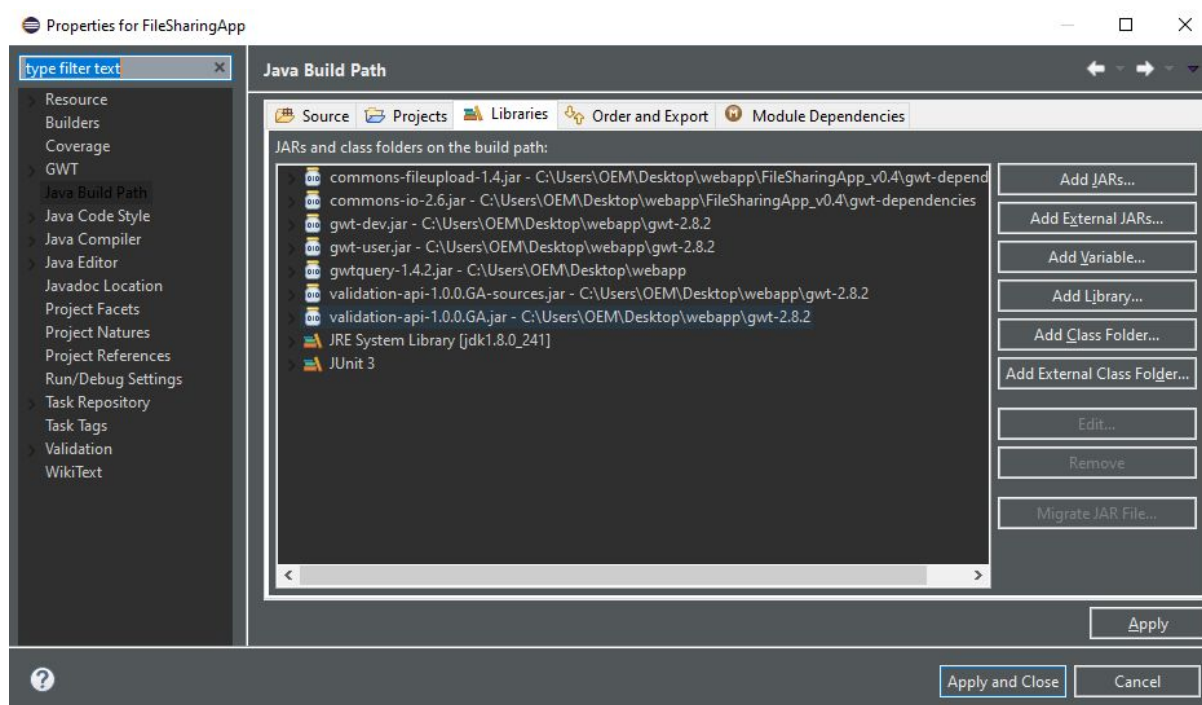 Properties for FileSharingApp
type filter text
Resource
Builders
Coverage
GWT
Java Build Path
Java Code Style
Java Compiler
Java Editor
Javadoc Location
Project Facets
Project Natures
Project References
Run/Debug Settings
Task Repository
Task Tags
Validation
WikiText
Java Build Path
Source Projects Libraries Order and Export Module Dependencies
JARs and class folders on the build path:
commons-fileupload-1.4.jar - C:\Users\OEM\Desktop\webapp\FileSharingApp_v0.4\gwt-depend
commons-io-2.6.jar - C:\Users\OEM\Desktop\webapp\FileSharingApp_v0.4\gwt-dependencies
gwt-dev.jar - C:\Users\OEM\Desktop\webapp\gwt-2.8.2
gwt-user.jar - C:\Users\OEM\Desktop\webapp\gwt-2.8.2
gwtquery-1.4.2.jar - C:\Users\OEM\Desktop\webapp
validation-api-1.0.0.GA-sources.jar - C:\Users\OEM\Desktop\webapp\gwt-2.8.2
validation-api-1.0.0.GA.jar - C:\Users\OEM\Desktop\webapp\gwt-2.8.2
JRE System Library [jdk1.8.0_241]
JUnit 3
Add JARs...
Add External JARs...
Add Variable...
Add Library...
Add Class Folder...
Add External Class Folder...
Edit...
Remove
Migrate JAR File...
Apply
Apply and Close
Cancel